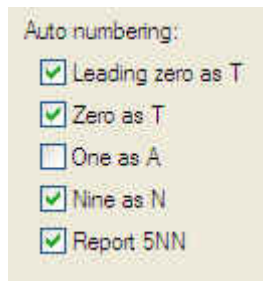 Auto numbering:
Leading zero as T
Zero as T
One as A
Nine as N
Report 5NN